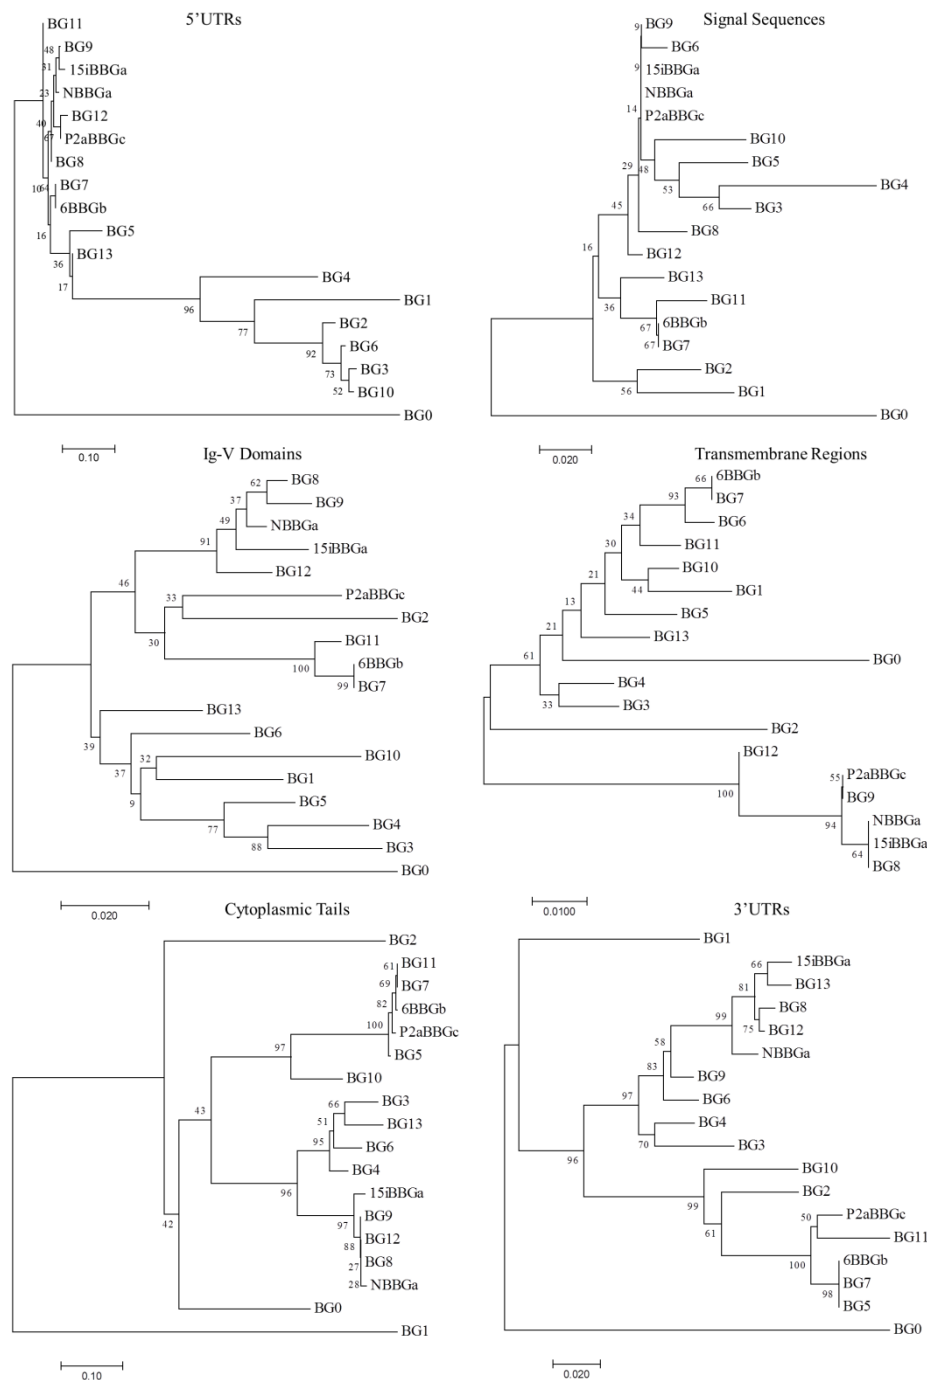 5'UTRs
BG11
48
BG9
31
15iBBGa
23
NBBGa
BG12
40
67
P2aBBGc
BG8
10
64
BG7
6BBGb
16
BG5
36
BG13
17
BG4
96
BG1
77
BG2
92
BG6
73
BG3
52
BG10
BG0
0.10
Signal Sequences
9
BG9
BG6
9
15iBBGa
NBBGa
14
P2aBBGc
BG10
29
48
BG5
53
BG4
66
BG3
45
BG8
16
BG12
BG13
36
BG11
67
6BBGb
67
BG7
BG2
56
BG1
BG0
0.020
Ig-V Domains
62
BG8
37
BG9
49
NBBGa
91
15iBBGa
BG12
46
33
P2aBBGc
BG2
30
BG11
100
6BBGb
99
BG7
BG13
39
BG6
37
32
BG10
BG1
9
BG5
77
BG4
88
BG3
BG0
0.020
Transmembrane Regions
66
6BBGb
93
BG7
34
BG6
30
BG11
21
BG10
44
BG1
13
BG5
21
BG13
61
BG0
BG4
33
BG3
BG2
BG12
100
55
P2aBBGc
BG9
94
NBBGa
15iBBGa
64
BG8
0.0100
Cytoplasmic Tails
BG2
61
BG11
69
BG7
82
6BBGb
100
P2aBBGc
97
BG5
BG10
43
66
BG3
51
BG13
95
BG6
BG4
96
15iBBGa
97
BG9
88
BG12
27
BG8
28
NBBGa
42
BG0
BG1
0.10
3'UTRs
BG1
66
15iBBGa
81
BG13
99
BG8
75
BG12
58
NBBGa
83
BG9
97
BG6
BG4
70
BG3
96
BG10
99
BG2
61
50
P2aBBGc
BG11
100
6BBGb
98
BG7
BG5
BG0
0.020